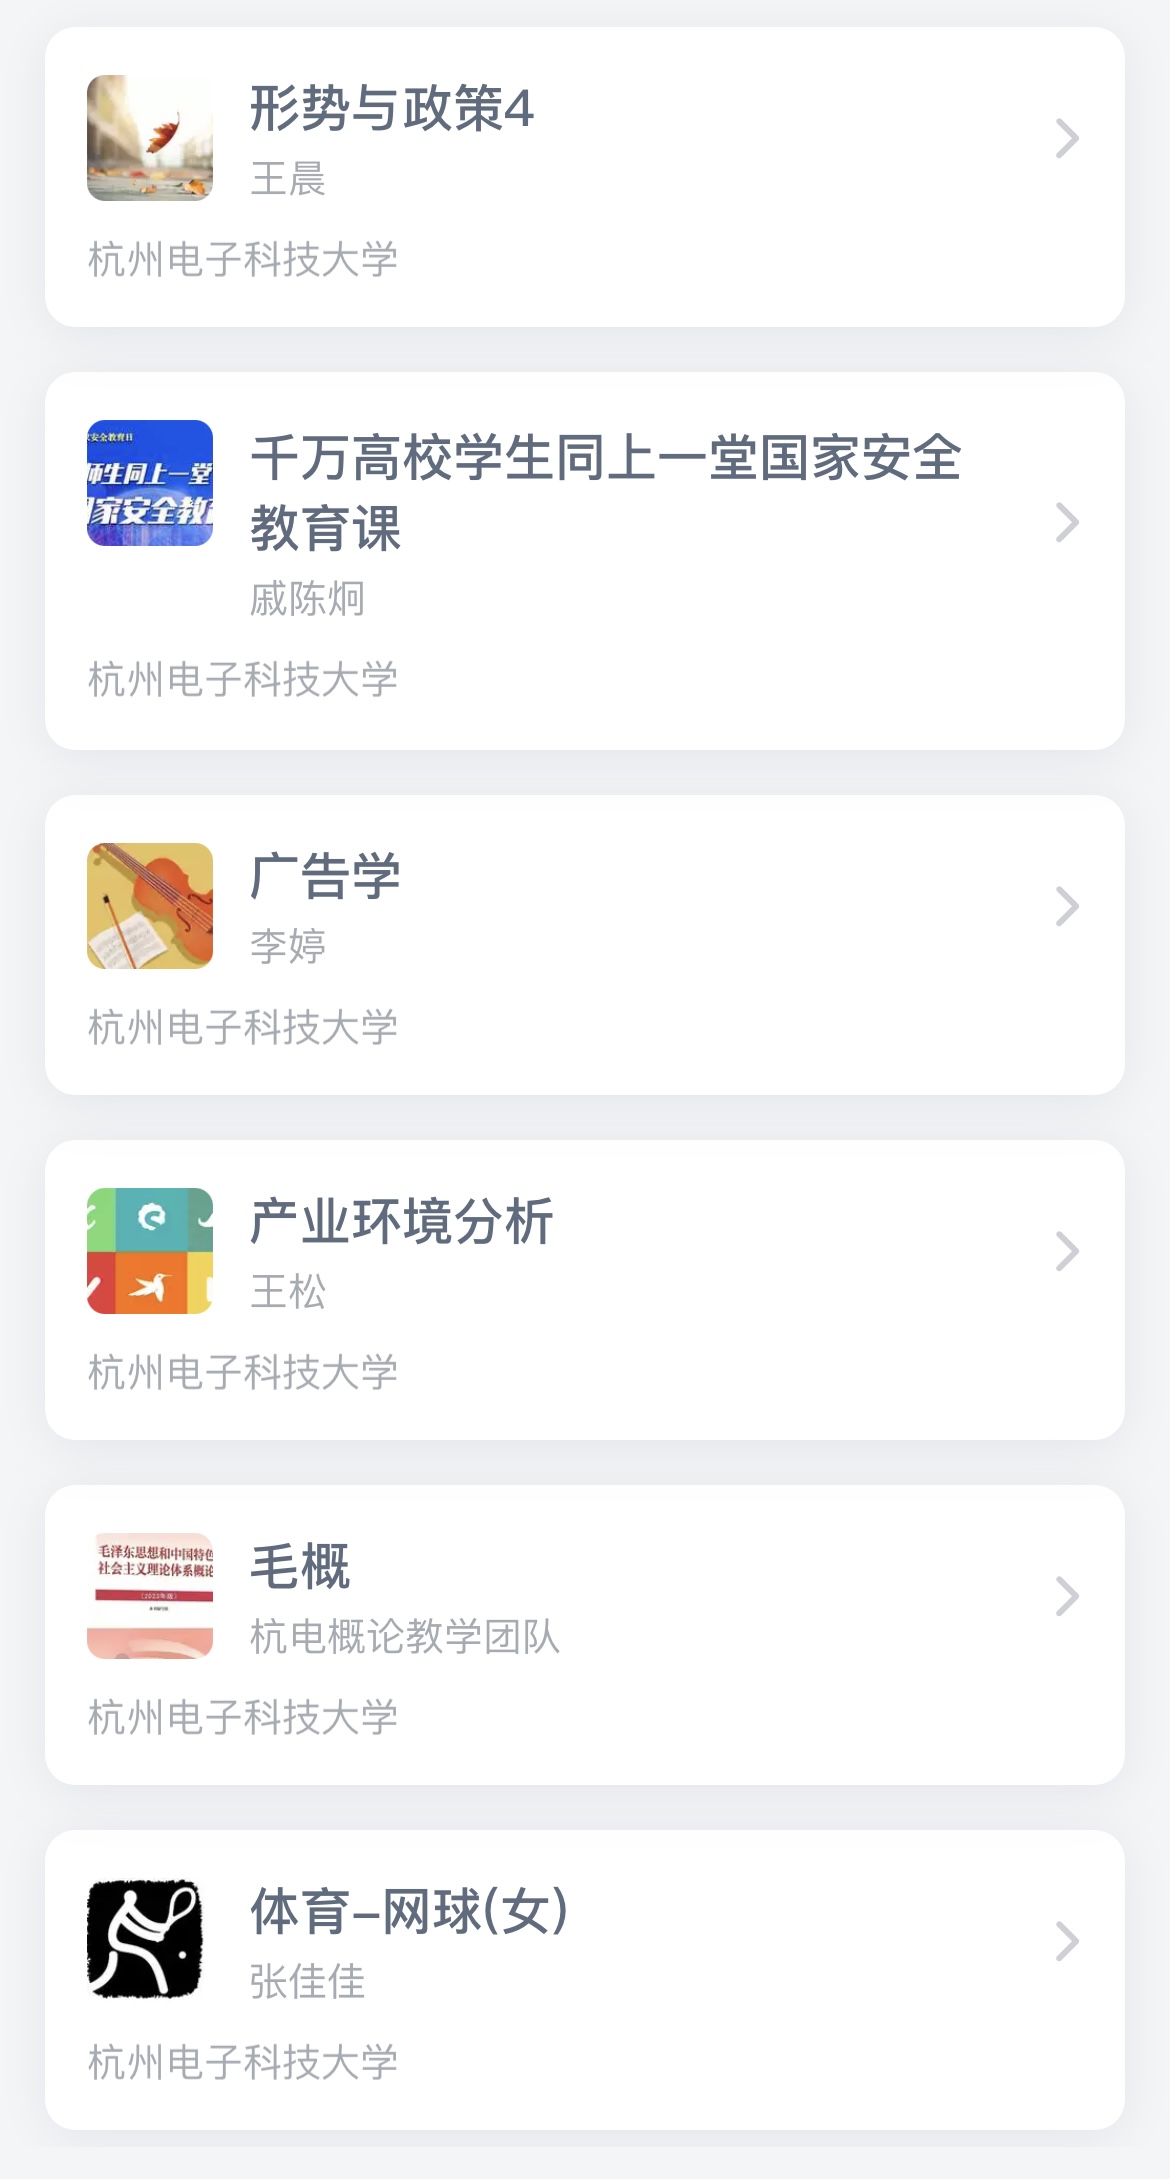 形势与政策4
王晨
杭州电子科技大学
安全教育日
师生同上一堂
家安全教
千万高校学生同上一堂国家安全
教育课
戚陈炯
杭州电子科技大学
广告学
李婷
杭州电子科技大学
产业环境分析
王松
杭州电子科技大学
毛泽东思想和中国特色
社会主义理论体系概论
(2023年版)
毛概
杭电概论教学团队
杭州电子科技大学
体育–网球(女)
张佳佳
杭州电子科技大学